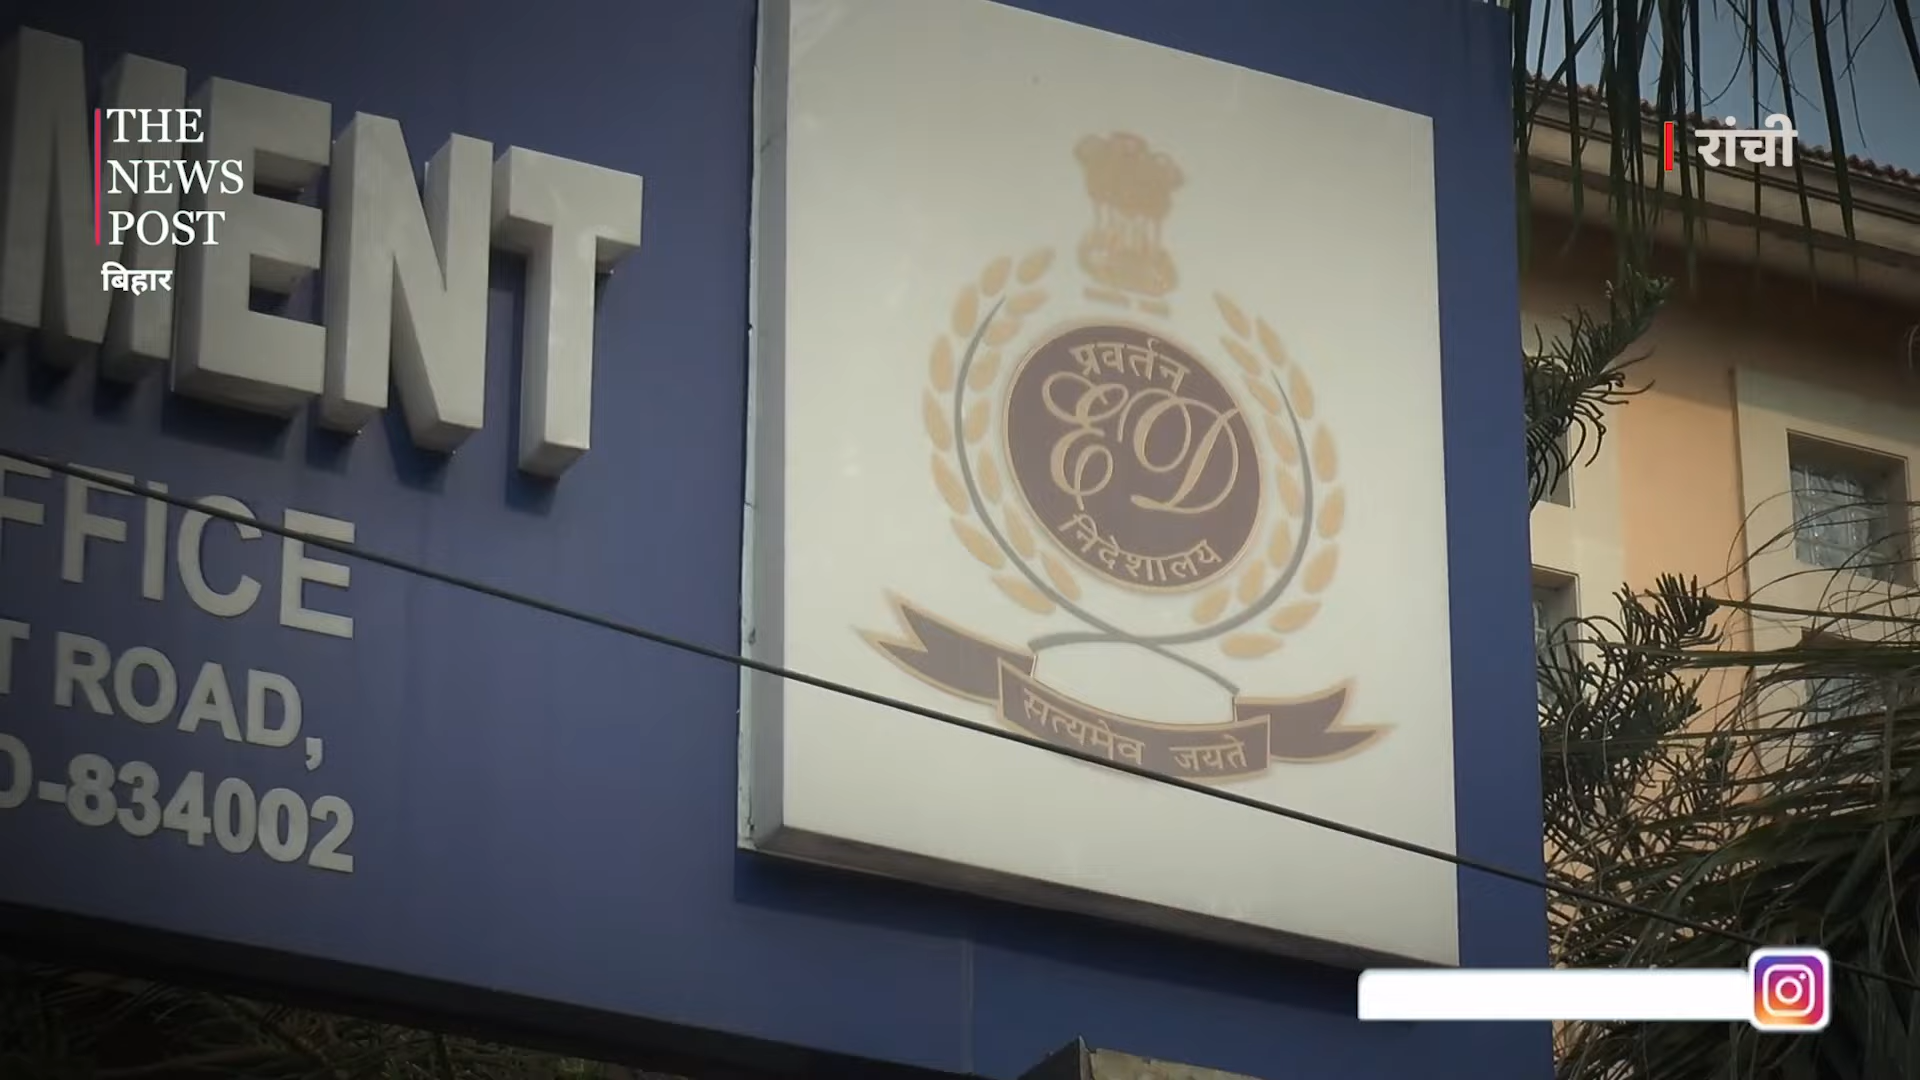 THE
NEWS
POST
बिहार
रांची
MENT
FFICE
T ROAD,
D-834002
प्रवर्तन
ED
निदेशालय
सत्यमेव जयते